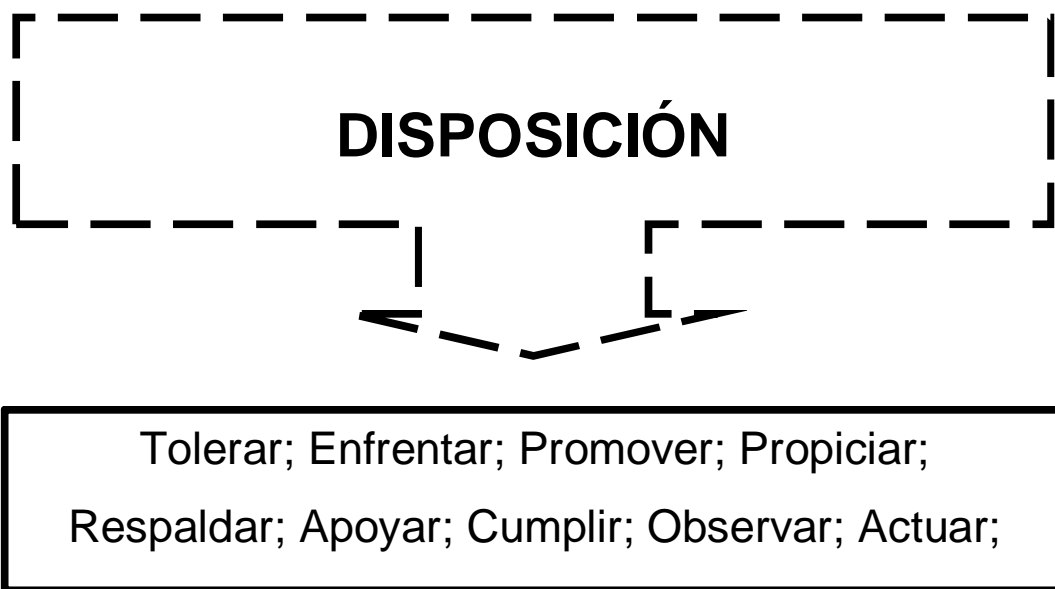 DISPOSICIÓN
Tolerar; Enfrentar; Promover; Propiciar;
Respaldar; Apoyar; Cumplir; Observar; Actuar;